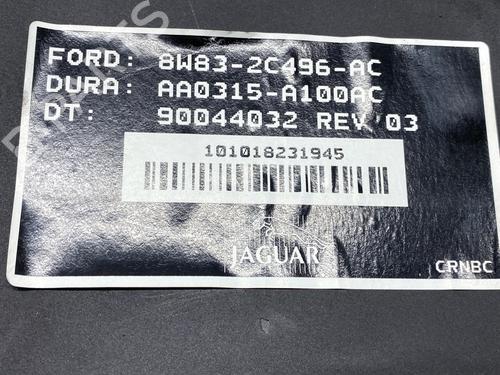 FORD: 8W83-2C496-AC
DURA: AA0315-A100AC
DT: 90044032 REV 03
101018231945
JAGUAR
CRNBC